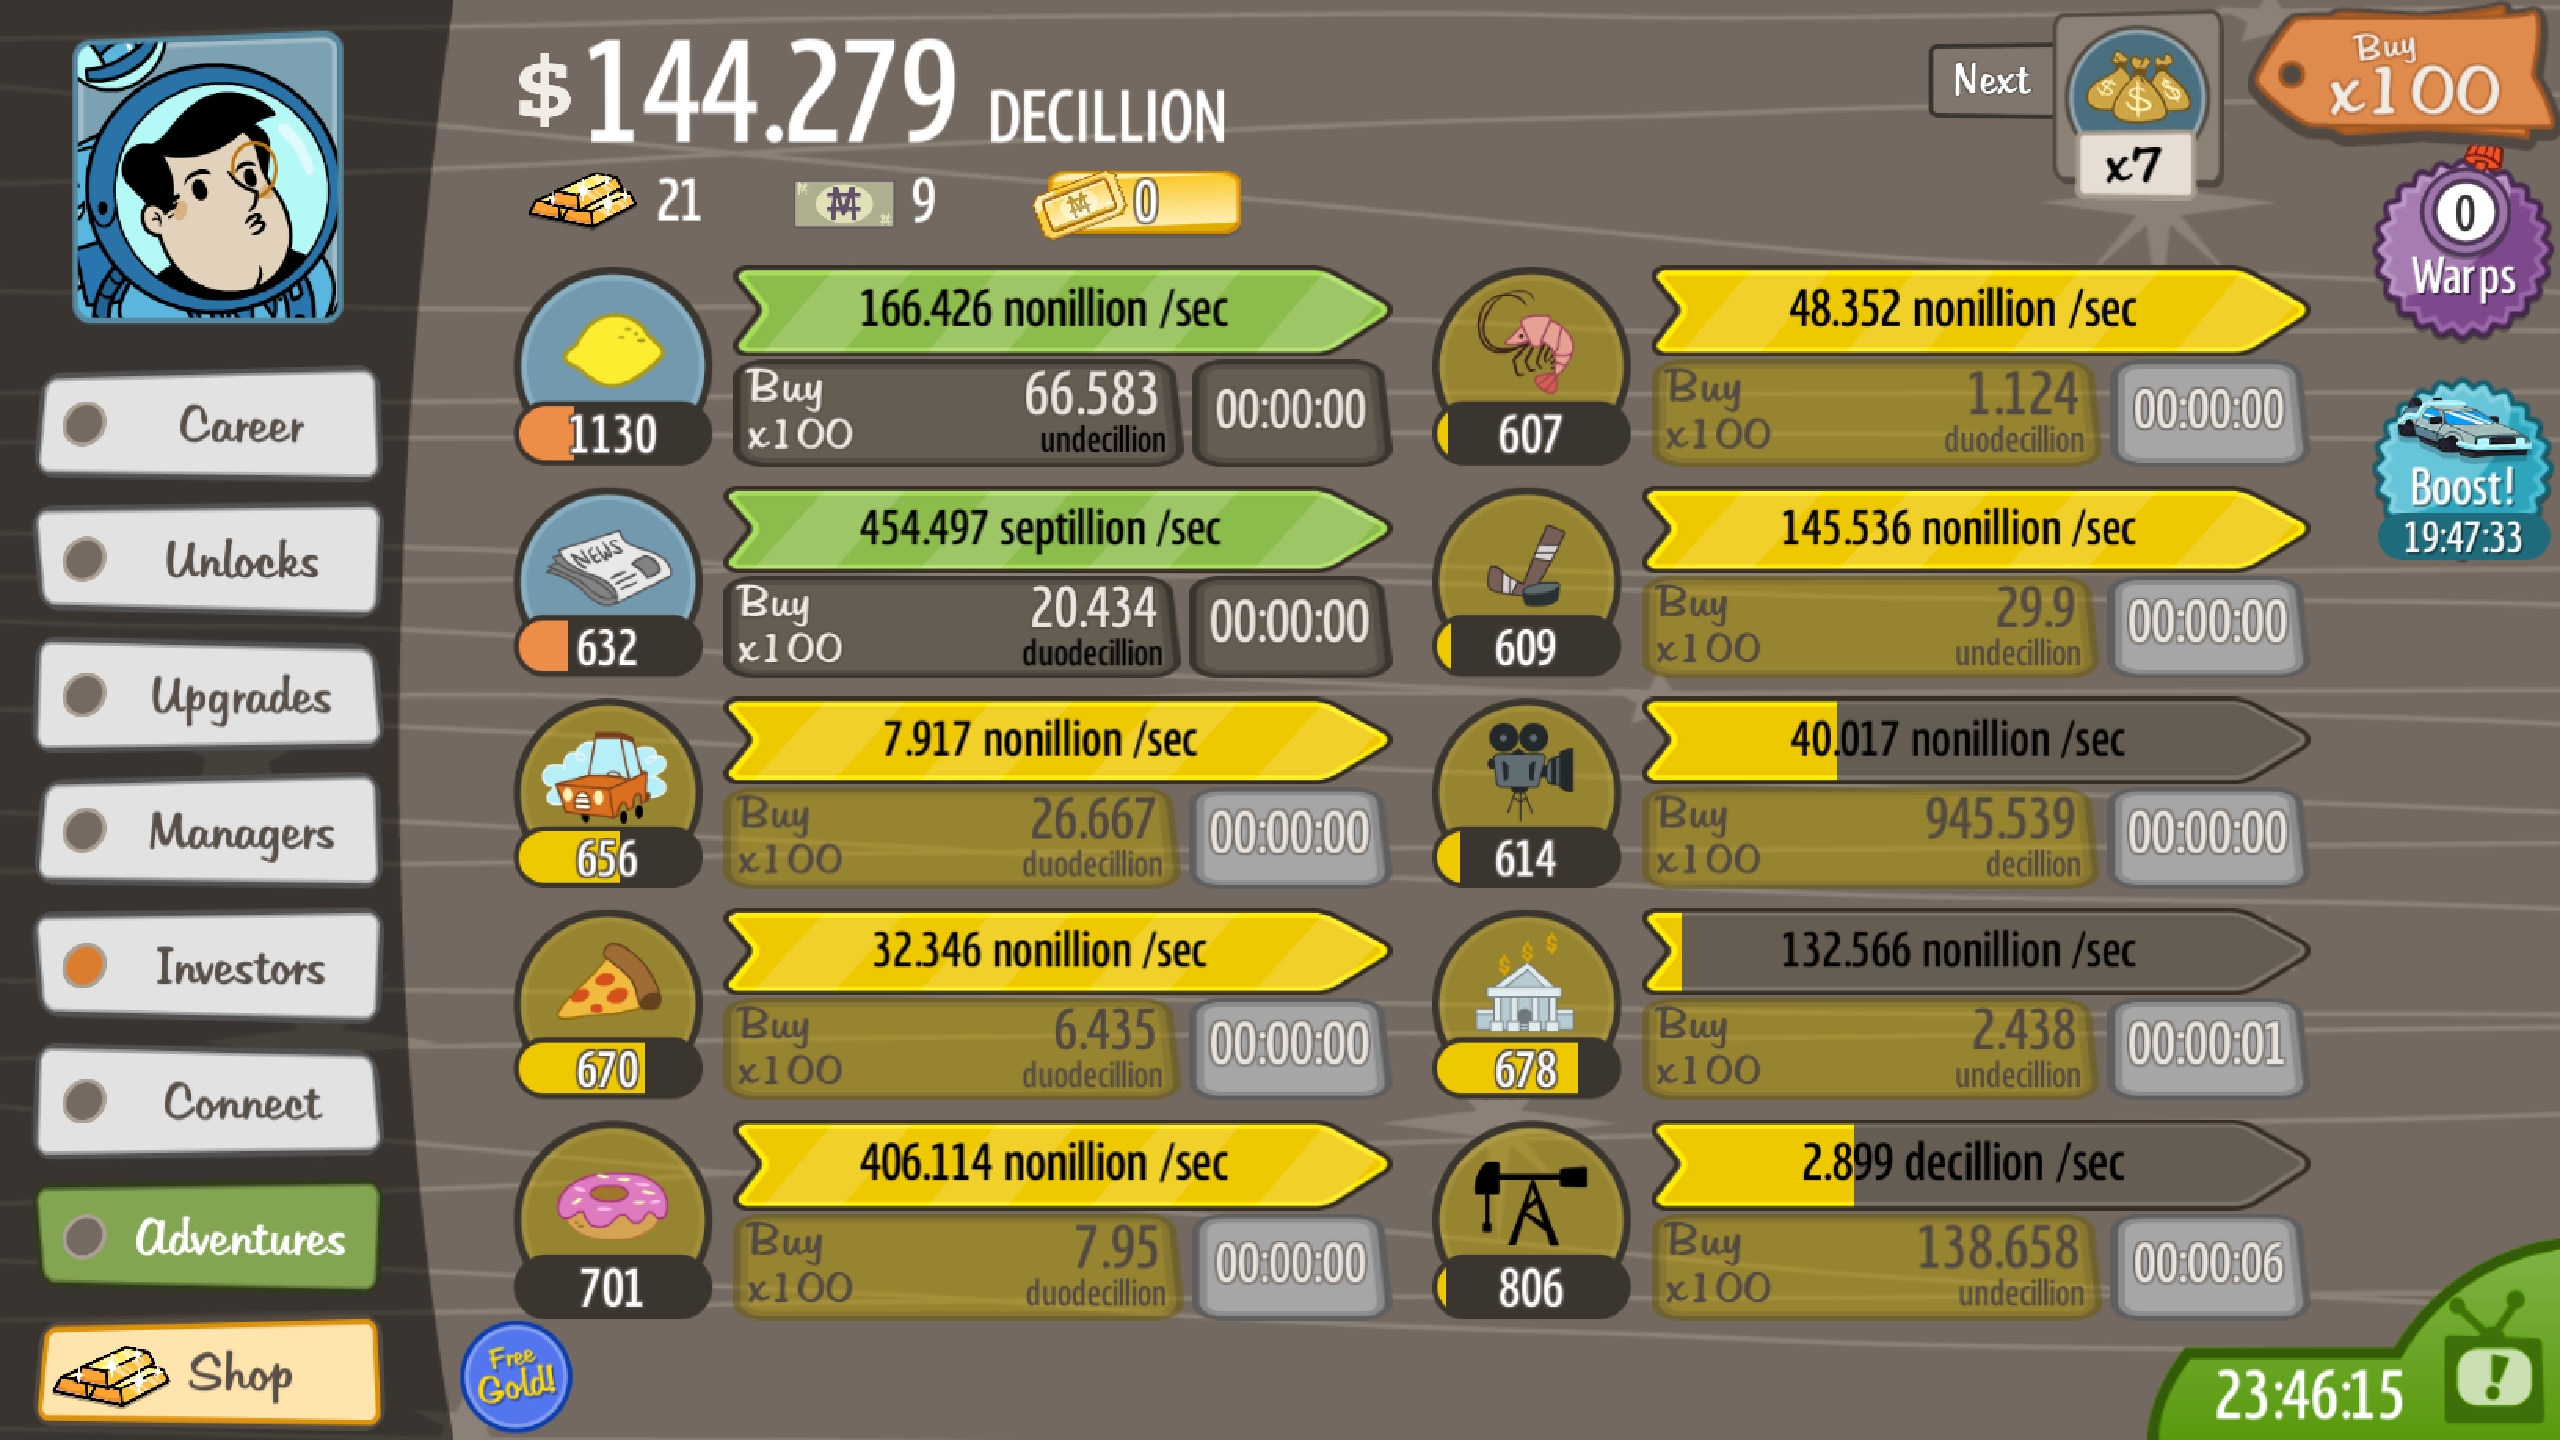 $144.279 DECILLION
21
9
0
Next
x7
Buy
x100
0
Warps
Boost!
19:47:33
Career
Unlocks
Upgrades
Managers
Investors
Connect
Adventures
Shop
166.426 nonillion /sec
1130
Buy
x100
66.583
undecillion
00:00:00
NEWS
454.497 septillion /sec
632
Buy
x100
20.434
duodecillion
00:00:00
7.917 nonillion /sec
656
Buy
x100
26.667
duodecillion
00:00:00
32.346 nonillion /sec
670
Buy
x100
6.435
duodecillion
00:00:00
406.114 nonillion /sec
701
Buy
x100
7.95
duodecillion
00:00:00
48.352 nonillion /sec
607
Buy
x100
1.124
duodecillion
00:00:00
145.536 nonillion /sec
609
Buy
x100
29.9
undecillion
00:00:00
40.017 nonillion /sec
614
Buy
x100
945.539
decillion
00:00:00
132.566 nonillion /sec
678
Buy
x100
2.438
undecillion
00:00:01
2.899 decillion /sec
806
Buy
x100
138.658
undecillion
00:00:06
Free
Gold!
23:46:15
!